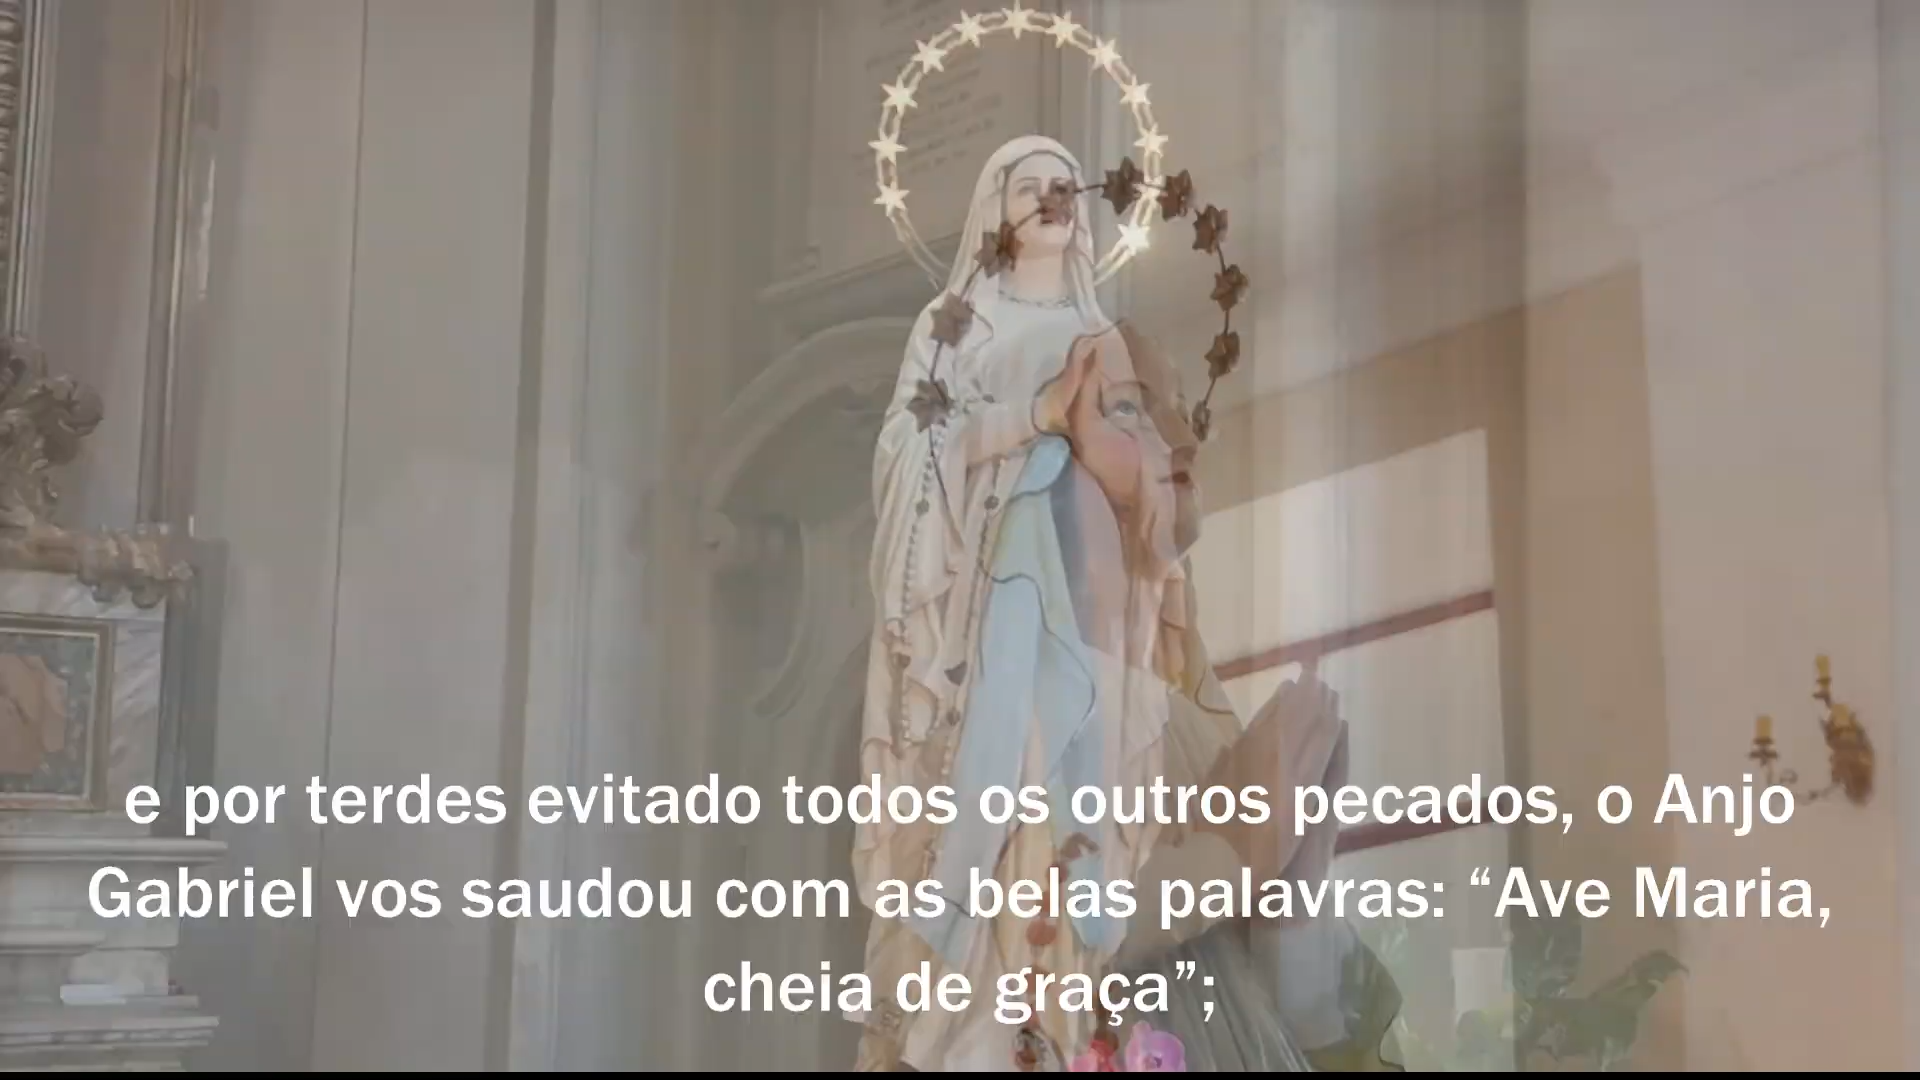 e por terdes evitado todos os outros pecados, o Anjo
Gabriel vos saudou com as belas palavras: “Ave Maria,
cheia de graça”;